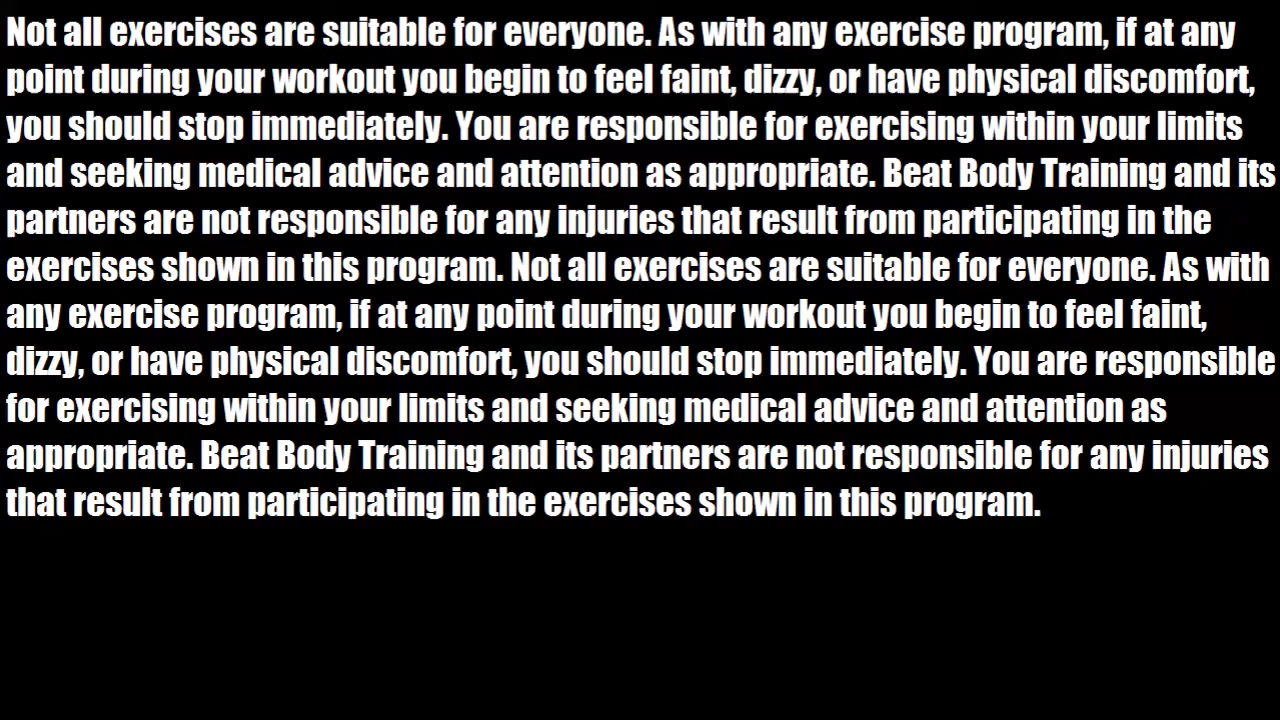 Not all exercises are suitable for everyone. As with any exercise program, if at any
point during your workout you begin to feel faint, dizzy, or have physical discomfort,
you should stop immediately. You are responsible for exercising within your limits
and seeking medical advice and attention as appropriate. Beat Body Training and its
partners are not responsible for any injuries that result from participating in the
exercises shown in this program. Not all exercises are suitable for everyone. As with
any exercise program, if at any point during your workout you begin to feel faint,
dizzy, or have physical discomfort, you should stop immediately. You are responsible
for exercising within your limits and seeking medical advice and attention as
appropriate. Beat Body Training and its partners are not responsible for any injuries
that result from participating in the exercises shown in this program.